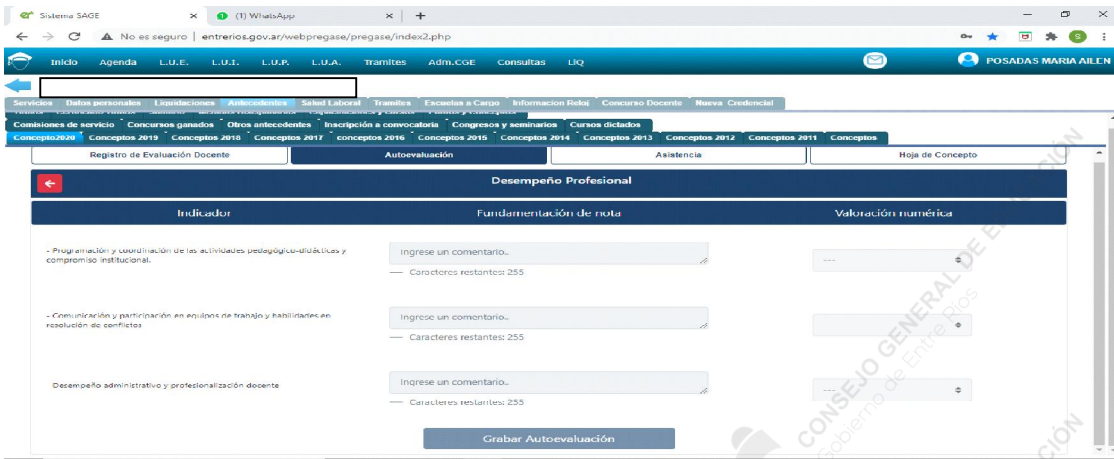 Sistema SAGE
(1) WhatsApp
No es seguro | entrerios.gov.ar/webpregase/pregase/index2.php
Inicio Agenda L.U.E. L.U.I. L.U.P. L.U.A. Tramites Adm.CGE Consultas LIQ POSADAS MARIA AILEN
Servicios Datos personales Liquidaciones Antecedentes Salud Laboral Tramites Escuelas a Cargo Informacion Reloj Concurso Docente Nueva Credencial
Comisiones de servicio Concursos ganados Otros antecedentes Inscripción a convocatoria Congresos y seminarios Cursos dictados
Concepto2020 Conceptos 2019 Conceptos 2018 Conceptos 2017 conceptos 2016 Conceptos 2015 Conceptos 2014 Conceptos 2013 Conceptos 2012 Conceptos 2011 Conceptos
Registro de Evaluación Docente Autoevaluación Asistencia Hoja de Concepto
Desempeño Profesional
Indicador Fundamentación de nota Valoración numérica
- Programación y coordinación de las actividades pedagógico-didácticas y
compromiso institucional.
Ingrese un comentario..
---
Caracteres restantes: 255
- Comunicación y participación en equipos de trabajo y habilidades en
resolución de conflictos
Ingrese un comentario..
Caracteres restantes: 255
Desempeño administrativo y profesionalización docente
Ingrese un comentario..
---
Caracteres restantes: 255
Grabar Autoevaluación
CONSEJO GENERAL DE
Gobierno de Entre Ríos